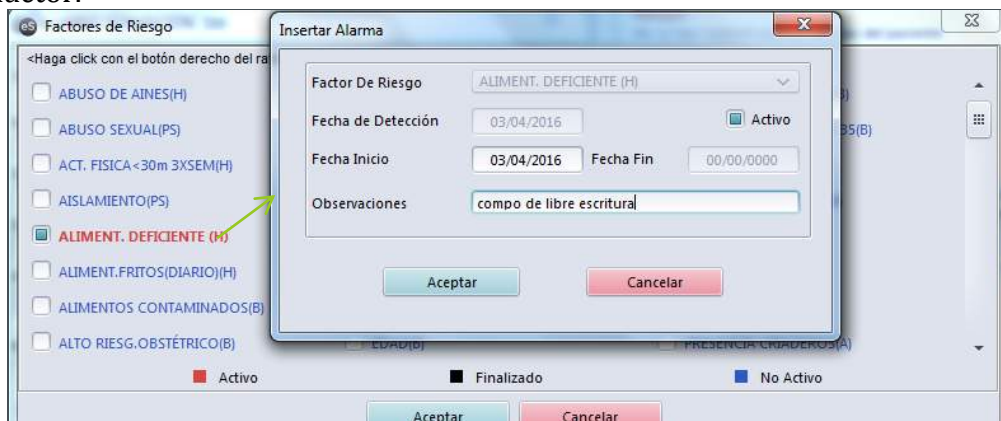 actor.
eS Factores de Riesgo
Insertar Alarma
<Haga click con el botón derecho del ra
ABUSO DE AINES(H)
ABUSO SEXUAL(PS)
ACT. FISICA<30m 3XSEM(H)
AISLAMIENTO(PS)
ALIMENT. DEFICIENTE (H)
ALIMENT.FRITOS(DIARIO)(H)
ALIMENTOS CONTAMINADOS(B)
ALTO RIESG.OBSTÉTRICO(B)
Factor De Riesgo ALIMENT. DEFICIENTE (H)
Fecha de Detección 03/04/2016 Activo
Fecha Inicio 03/04/2016 Fecha Fin 00/00/0000
Observaciones compo de libre escritura
Aceptar Cancelar
35(B)
EDAD(B)
PRESENCIA CRIADEROS(A)
Activo Finalizado No Activo
Aceptar Cancelar